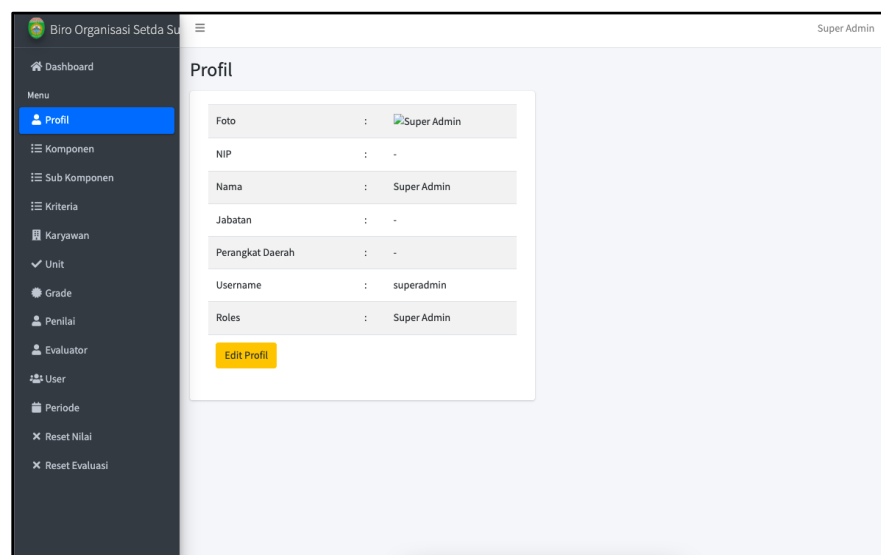 Biro Organisasi Setda Su
Super Admin
Dashboard
Menu
Profil
Komponen
Sub Komponen
Kriteria
Karyawan
Unit
Grade
Penilai
Evaluator
User
Periode
Reset Nilai
Reset Evaluasi
Profil
Foto : Super Admin
NIP : -
Nama : Super Admin
Jabatan : -
Perangkat Daerah : -
Username : superadmin
Roles : Super Admin
Edit Profil